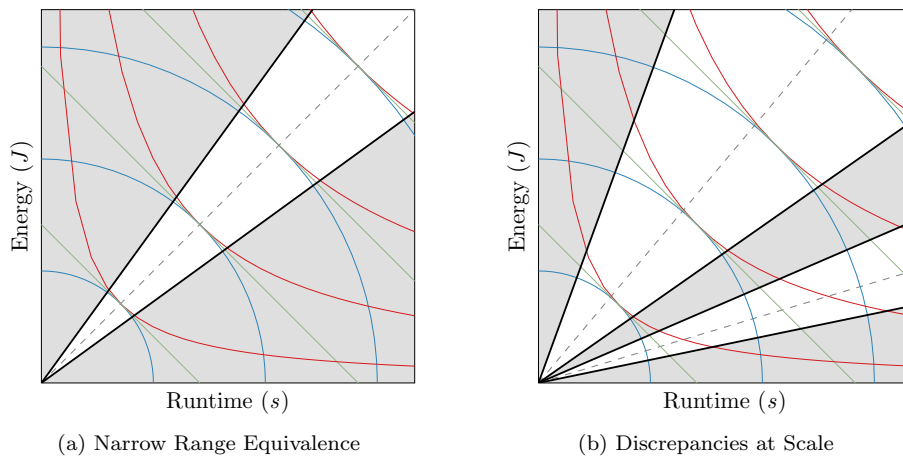 Energy (J)
Runtime (s)
(a) Narrow Range Equivalence
Energy (J)
Runtime (s)
(b) Discrepancies at Scale